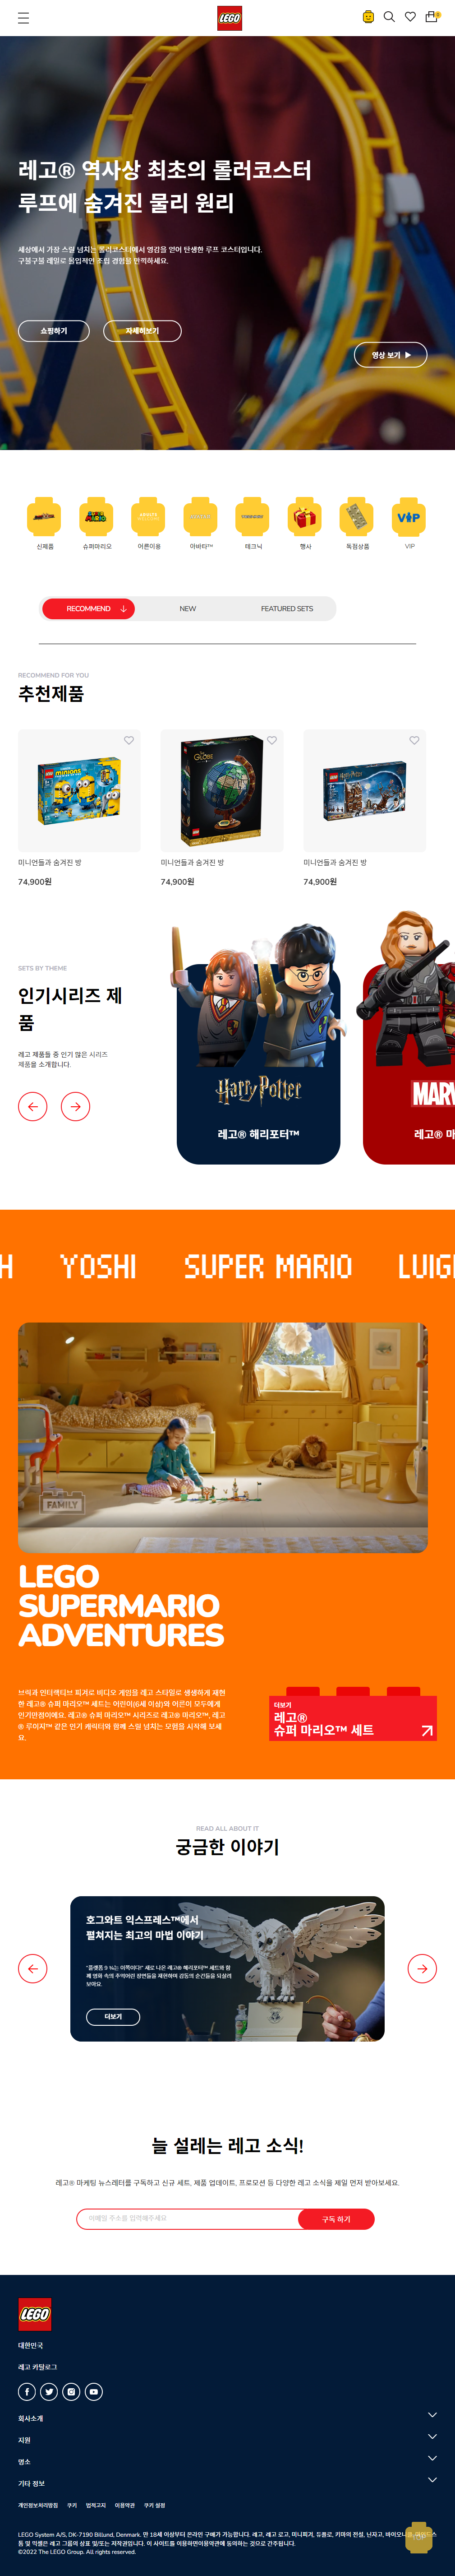 LEGO
0
레고® 역사상 최초의 롤러코스터
루프에 숨겨진 물리 원리
세상에서 가장 스릴 넘치는 롤러코스터에서 영감을 얻어 탄생한 루프 코스터입니다.
구불구불 레일로 몰입적인 조립 경험을 만끽하세요.
쇼핑하기 자세히보기
영상 보기 ▶
VIP
신제품 슈퍼마리오 어른이용 아바타™ 테크닉 행사 독점상품 VIP
RECOMMEND NEW FEATURED SETS
RECOMMEND FOR YOU
추천제품
미니언들과 숨겨진 방 미니언들과 숨겨진 방 미니언들과 숨겨진 방
74,900원 74,900원 74,900원
SETS BY THEME
인기시리즈 제
품
레고 제품들 중 인기 많은 시리즈
제품을 소개합니다.
Harry Potter MARV
레고® 해리포터™ 레고® 마
H YOSHI SUPER MARIO LUIGI
FAMILY
LEGO
SUPERMARIO
ADVENTURES
브릭과 인터랙티브 피겨로 비디오 게임을 레고 스타일로 생생하게 재현
한 레고® 슈퍼 마리오™ 세트는 어린이(6세 이상)와 어른이 모두에게
인기만점이에요. 레고® 슈퍼 마리오™ 시리즈로 레고® 마리오™, 레고
® 루이지™ 같은 인기 캐릭터와 함께 스릴 넘치는 모험을 시작해 보세
요.
더보기
레고®
슈퍼 마리오™ 세트
READ ALL ABOUT IT
궁금한 이야기
호그와트 익스프레스™에서
펼쳐지는 최고의 마법 이야기
"플랫폼 9 ¾는 이쪽이다!" 새로 나온 레고® 해리포터™ 세트와 함
께 영화 속의 추억어린 장면들을 재현하며 감동의 순간들을 되살려
보아요.
더보기
늘 설레는 레고 소식!
레고® 마케팅 뉴스레터를 구독하고 신규 세트, 제품 업데이트, 프로모션 등 다양한 레고 소식을 제일 먼저 받아보세요.
이메일 주소를 입력해주세요 구독 하기
LEGO
대한민국
레고 카탈로그
회사소개
지원
명소
기타 정보
개인정보처리방침 쿠키 법적고지 이용약관 쿠키 설정
LEGO System A/S, DK-7190 Billund, Denmark. 만 18세 이상부터 온라인 구매가 가능합니다. 레고, 레고 로고, 미니피겨, 듀플로, 키마의 전설, 닌자고, 바이오니클,
톰 및 믹셀은 레고 그룹의 상표 및/또는 저작권입니다. 이 사이트를 이용하면이용약관에 동의하는 것으로 간주됩니다.
©2022 The LEGO Group. All rights reserved.